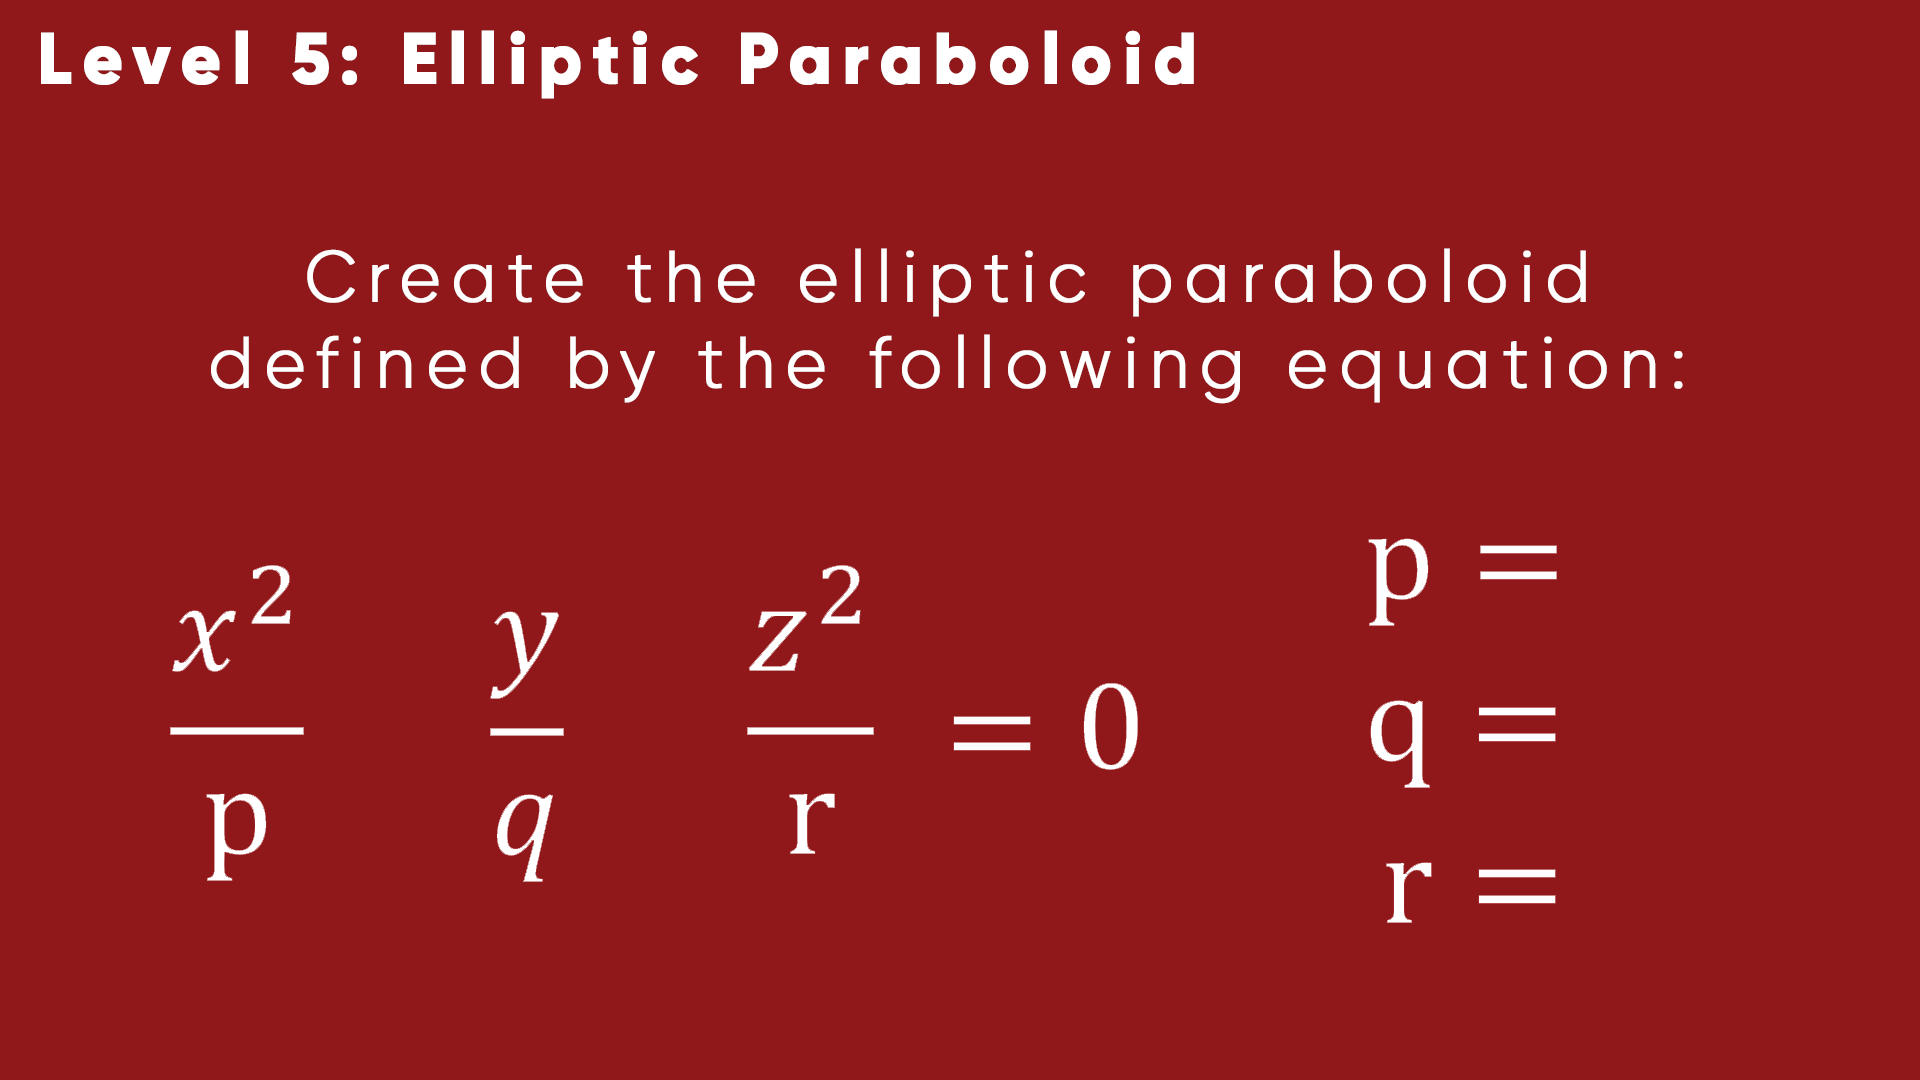 Level 5: Elliptic Paraboloid
Create the elliptic paraboloid
defined by the following equation:
x²/p y/q z²/r = 0
p =
q =
r =